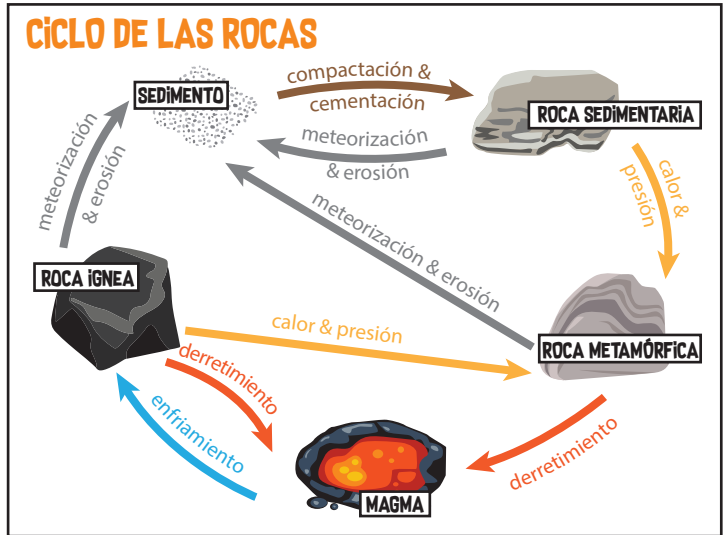 CiCLO DE LAS ROCAS
SEDiMENTO
compactación &
cementación
ROCA SEDiMENTARiA
meteorización
& erosión
meteorización
& erosión
calor &
presión
meteorización & erosión
ROCA iGNEA
calor & presión
ROCA METAMÓRFiCA
derretimiento
enfriamiento
derretimiento
MAGMA